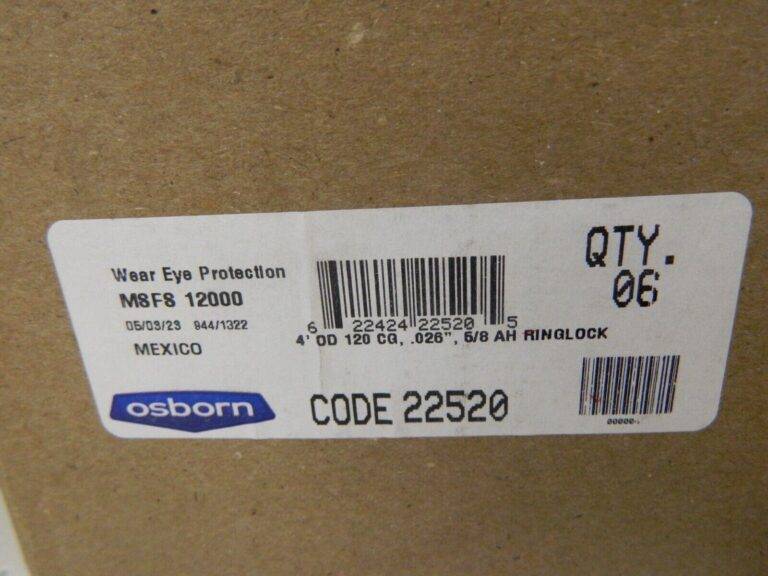 Wear Eye Protection
MSFS 12000
05/03/23 944/1322
MEXICO
osborn
6 22424 22520 5
4' OD 120 CG, .026", 5/8 AH RINGLOCK
CODE 22520
QTY.
06